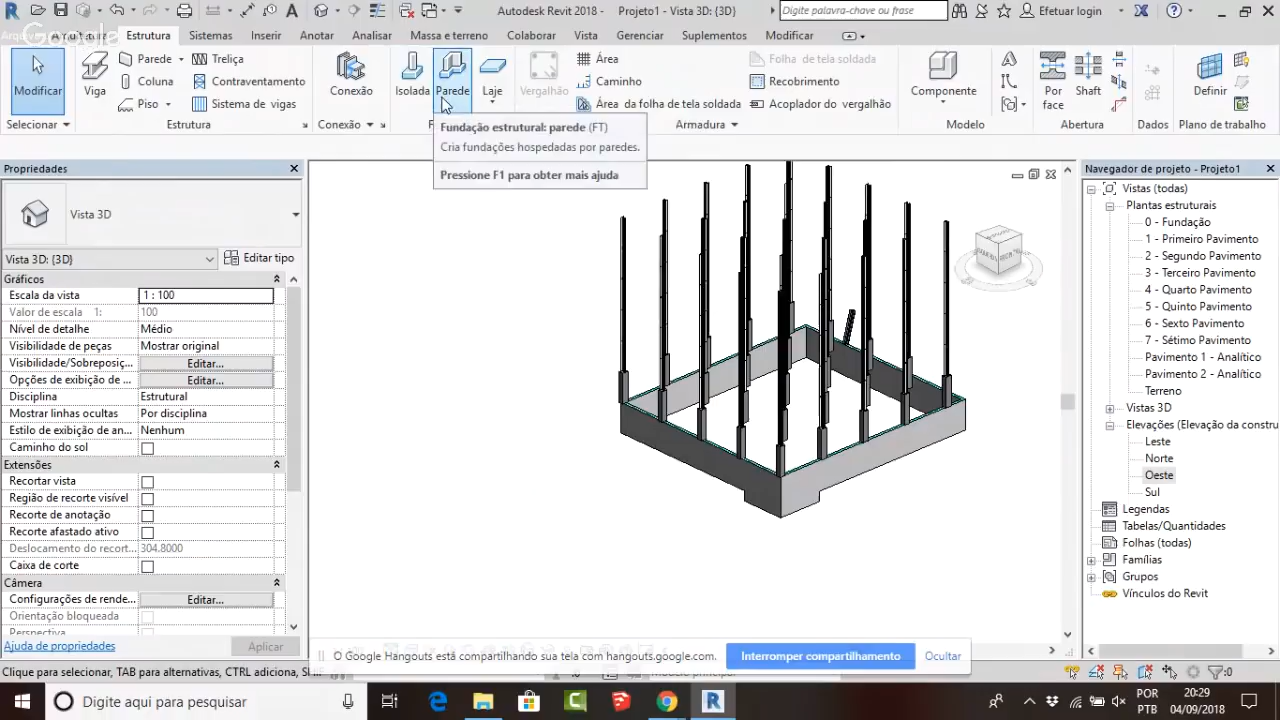 Autodesk Revit 2018 - Projeto1 - Vista 3D: {3D}
Digite palavra-chave ou frase
Efetuar login
Estrutura
Sistemas
Inserir
Anotar
Analisar
Massa e terreno
Colaborar
Vista
Gerenciar
Suplementos
Modificar
Modificar
Viga
Parede
Coluna
Piso
Treliça
Contraventamento
Sistema de vigas
Conexão
Isolada
Parede
Laje
Vergalhão
Área
Caminho
Área da folha de tela soldada
Folha de tela soldada
Recobrimento
Acoplador do vergalhão
Componente
Por face
Shaft
Definir
Selecionar
Estrutura
Conexão
Armadura
Modelo
Abertura
Dados
Plano de trabalho
Fundação estrutural: parede (FT)
Cria fundações hospedadas por paredes.
Pressione F1 para obter mais ajuda
Propriedades
Vista 3D
Vista 3D: {3D}
Editar tipo
Gráficos
Escala da vista 1 : 100
Valor de escala 1: 100
Nível de detalhe Médio
Visibilidade de peças Mostrar original
Visibilidade/Sobreposiç... Editar...
Opções de exibição de ... Editar...
Disciplina Estrutural
Mostrar linhas ocultas Por disciplina
Estilo de exibição de an... Nenhum
Caminho do sol
Extensões
Recortar vista
Região de recorte visível
Recorte de anotação
Recorte afastado ativo
Deslocamento do recort... 304.8000
Caixa de corte
Câmera
Configurações de rende... Editar...
Orientação bloqueada
Perspectiva
Ajuda de propriedades
Aplicar
Navegador de projeto - Projeto1
Vistas (todas)
Plantas estruturais
0 - Fundação
1 - Primeiro Pavimento
2 - Segundo Pavimento
3 - Terceiro Pavimento
4 - Quarto Pavimento
5 - Quinto Pavimento
6 - Sexto Pavimento
7 - Sétimo Pavimento
Pavimento 1 - Analítico
Pavimento 2 - Analítico
Terreno
Vistas 3D
Elevações (Elevação da constru
Leste
Norte
Oeste
Sul
Legendas
Tabelas/Quantidades
Folhas (todas)
Famílias
Grupos
Vínculos do Revit
O Google Hangouts está compartilhando sua tela com hangouts.google.com.
Interromper compartilhamento
Ocultar
Clique para selecionar, TAB para alternativas, CTRL adiciona, SHIF
:0
Digite aqui para pesquisar
POR
PTB
20:29
04/09/2018